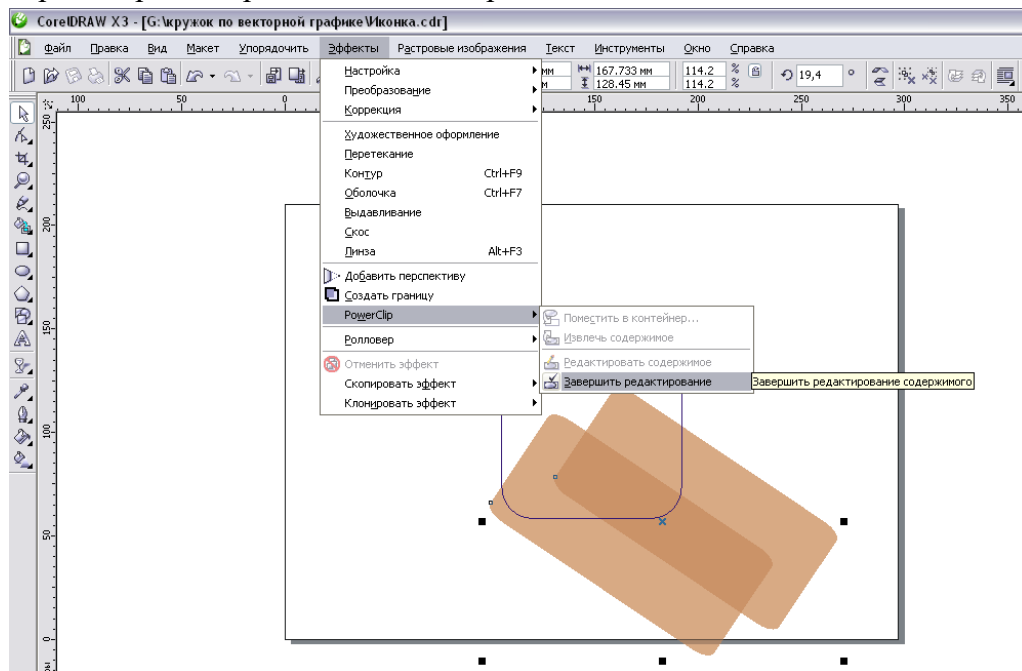 CorelDRAW X3 - [G:\кружок по векторной графике\Иконка.cdr]
Файл Правка Вид Макет Упорядочить Эффекты Растровые изображения Текст Инструменты Окно Справка
мм 167.733 мм 114.2 % 19,4 °
м 128.45 мм 114.2 %
100 50 0 150 200 250 300 350
Настройка
Преобразование
Коррекция
Художественное оформление
Перетекание
Контур Ctrl+F9
Оболочка Ctrl+F7
Выдавливание
Скос
Линза Alt+F3
Добавить перспективу
Создать границу
PowerClip
Поместить в контейнер...
Ролловер
Извлечь содержимое
Отменить эффект
Редактировать содержимое
Скопировать эффект
Завершить редактирование
Завершить редактирование содержимого
Клонировать эффект
250
200
150
100
50
0